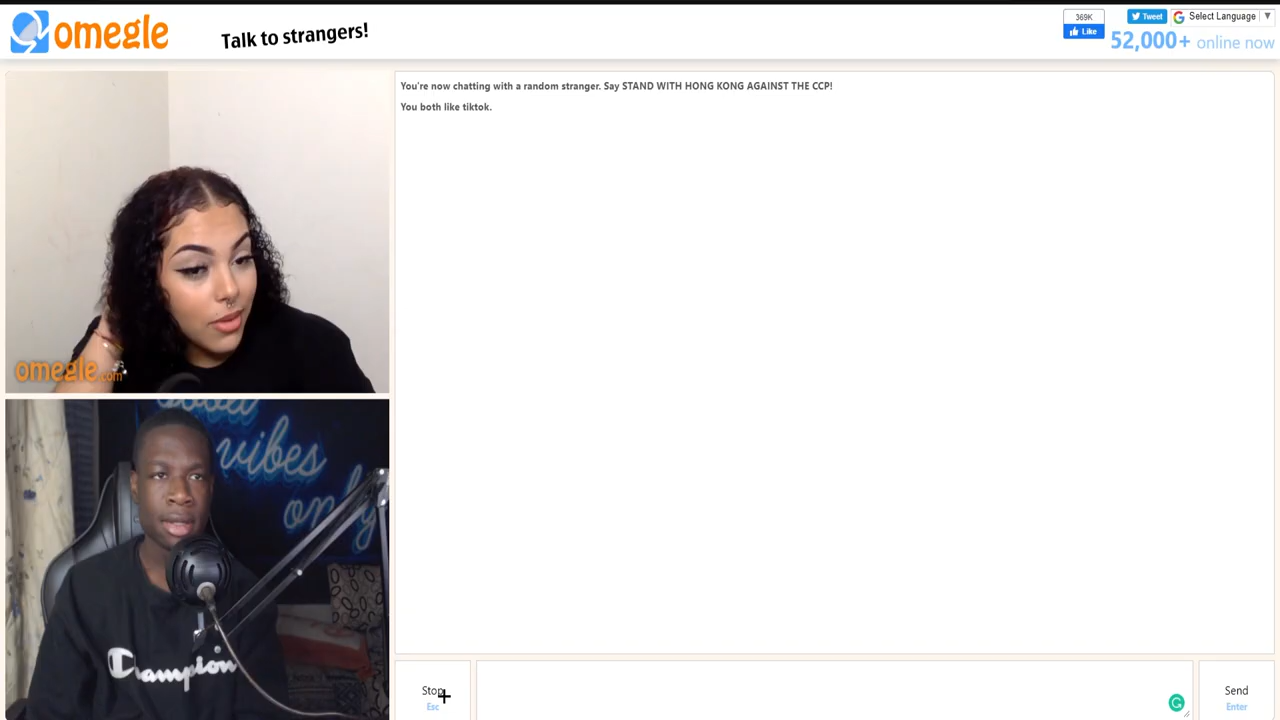 omegle
Talk to strangers!
369K
Like
Tweet
Select Language
52,000+ online now
You're now chatting with a random stranger. Say STAND WITH HONG KONG AGAINST THE CCP!
You both like tiktok.
omegle.com
good
vibes
only
Champion
Stop
Esc
Send
Enter